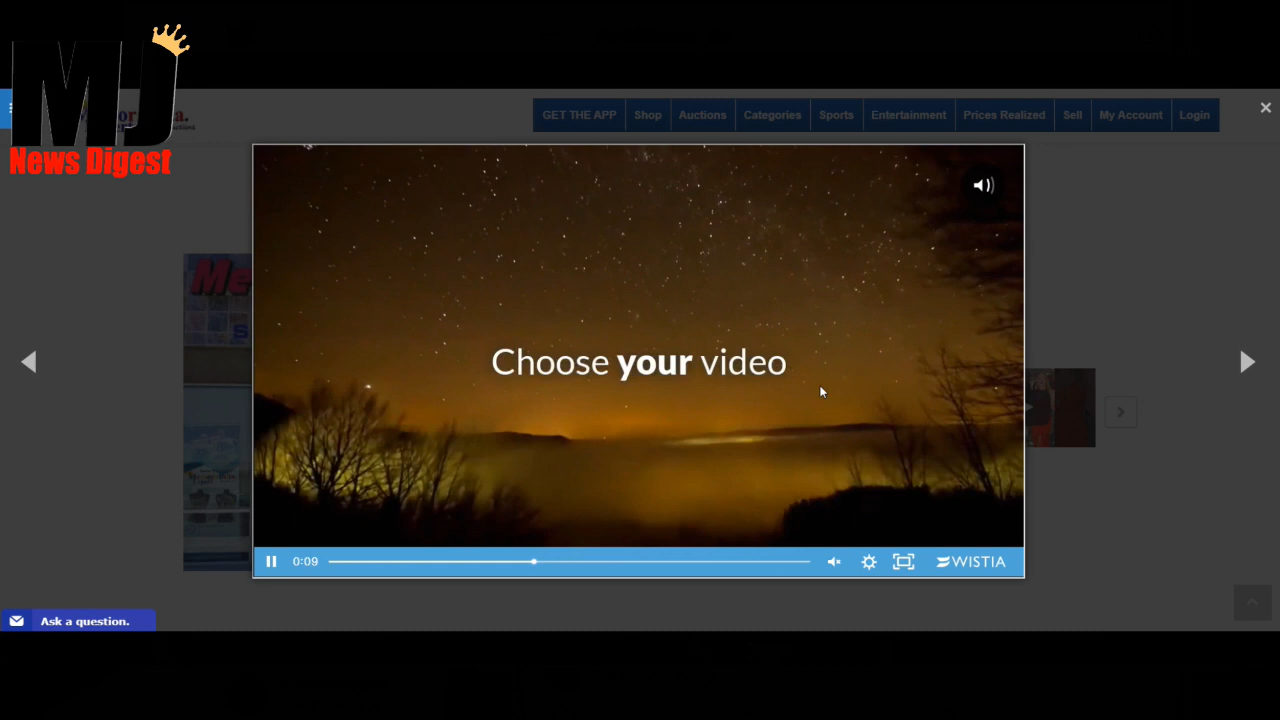 MJ
News Digest
GET THE APP
Shop
Auctions
Categories
Sports
Entertainment
Prices Realized
Sell
My Account
Login
Me
Choose your video
0:09
WISTIA
Ask a question.